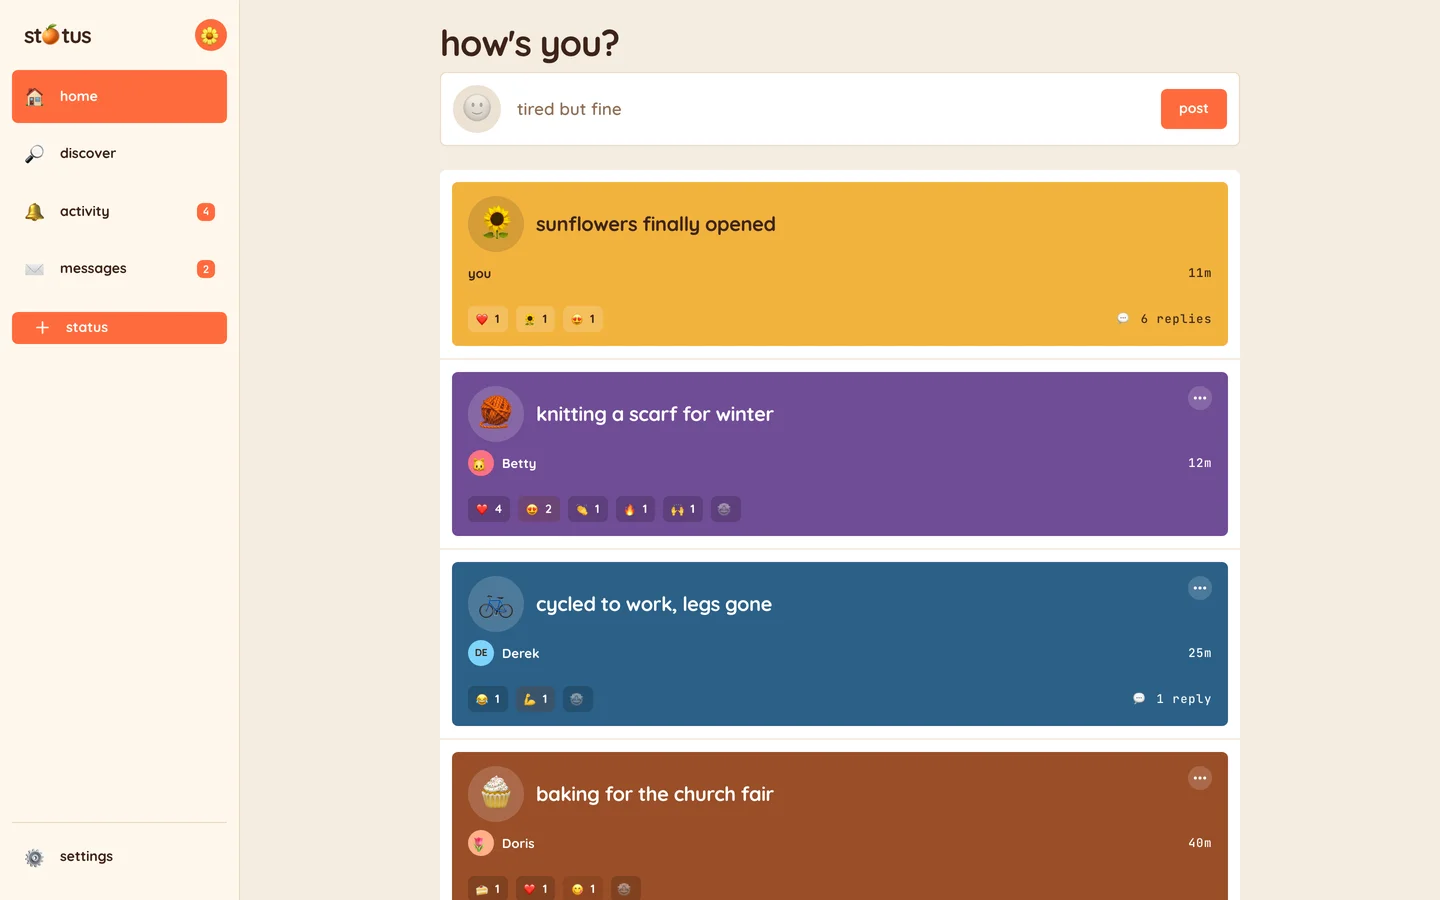 st🍊tus
home
discover
activity 4
messages 2
+ status
settings
how's you?
tired but fine
post
sunflowers finally opened
you 11m
❤️ 1 🌻 1 😍 1 💬 6 replies
knitting a scarf for winter
Betty 12m
❤️ 4 😍 2 👏 1 🔥 1 🙌 1
cycled to work, legs gone
DE Derek 25m
😂 1 💪 1 💬 1 reply
baking for the church fair
Doris 40m
🍰 1 ❤️ 1 😋 1